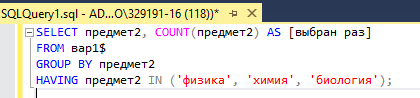 SQLQuery1.sql - AD...O\329191-16 (118))*
SELECT предмет2, COUNT(предмет2) AS [выбран раз]
FROM вар1$
GROUP BY предмет2
HAVING предмет2 IN ('физика', 'химия', 'биология');